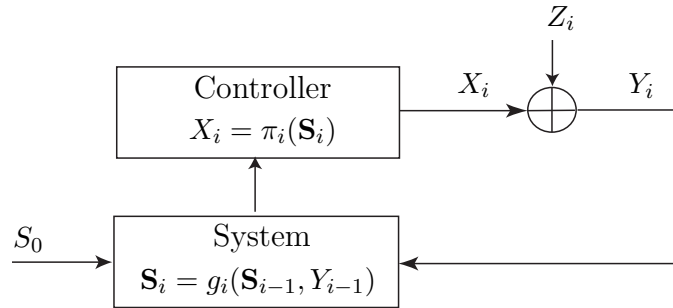 Z_i
Controller
X_i = π_i(𝐒_i)
X_i
Y_i
S_0
System
𝐒_i = g_i(𝐒_{i−1}, Y_{i−1})